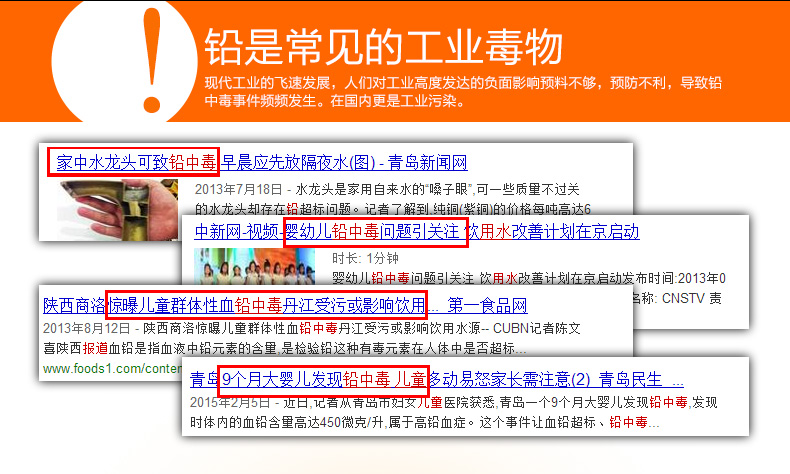 铅是常见的工业毒物
现代工业的飞速发展，人们对工业高度发达的负面影响预料不够，预防不利，导致铅
中毒事件频频发生。在国内更是工业污染。
家中水龙头可致铅中毒 早晨应先放隔夜水(图) - 青岛新闻网
2013年7月18日 - 水龙头是家用自来水的“嗓子眼”,可一些质量不过关
的水龙头却存在铅超标问题。记者了解到,纯铜(紫铜)的价格每吨高达6
中新网-视频-婴幼儿铅中毒问题引关注 饮用水改善计划在京启动
时长: 1分钟
婴幼儿铅中毒问题引关注 饮用水改善计划在京启动发布时间:2013年0
名称: CNSTV 责
陕西商洛惊曝儿童群体性血铅中毒丹江受污或影响饮用... 第一食品网
2013年8月12日 - 陕西商洛惊曝儿童群体性血铅中毒丹江受污或影响饮用水源-- CUBN记者陈文
喜陕西报道血铅是指血液中铅元素的含量,是检验铅这种有毒元素在人体中是否超标...
www.foods1.com/conten
青岛9个月大婴儿发现铅中毒 儿童多动易怒家长需注意(2) 青岛民生 ...
2015年2月5日 - 近日,记者从青岛市妇女儿童医院获悉,青岛一个9个月大婴儿发现铅中毒,发现
时体内的血铅含量高达450微克/升,属于高铅血症。这个事件让血铅超标、铅中毒...